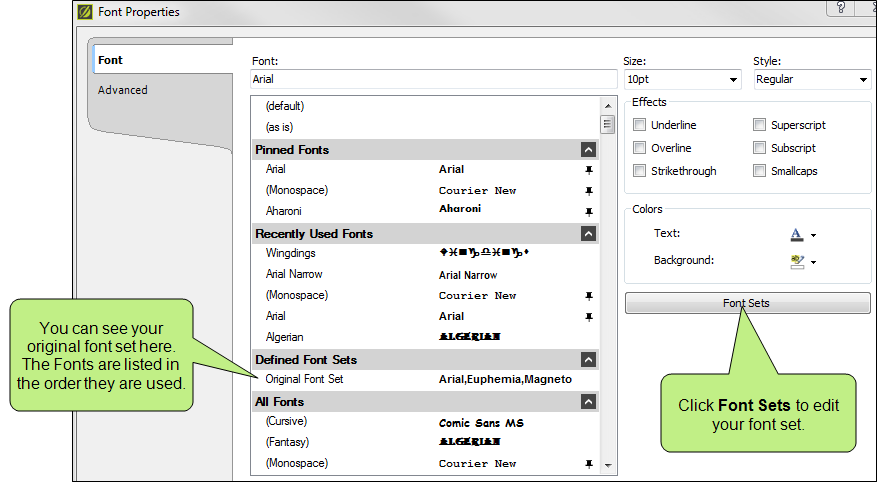 Font Properties
?
Font
Advanced
Font:
Arial
Size:
10pt
Style:
Regular
(default)
(as is)
Pinned Fonts
Arial Arial
(Monospace) Courier New
Aharoni Aharoni
Recently Used Fonts
Wingdings
Arial Narrow Arial Narrow
(Monospace) Courier New
Arial Arial
Algerian ALGERIAN
Defined Font Sets
Original Font Set Arial,Euphemia,Magneto
All Fonts
(Cursive) Comic Sans MS
(Fantasy) ALGERIAN
(Monospace) Courier New
Effects
Underline Superscript
Overline Subscript
Strikethrough Smallcaps
Colors
Text: A
Background:
Font Sets
You can see your
original font set here.
The Fonts are listed in
the order they are used.
Click Font Sets to edit
your font set.